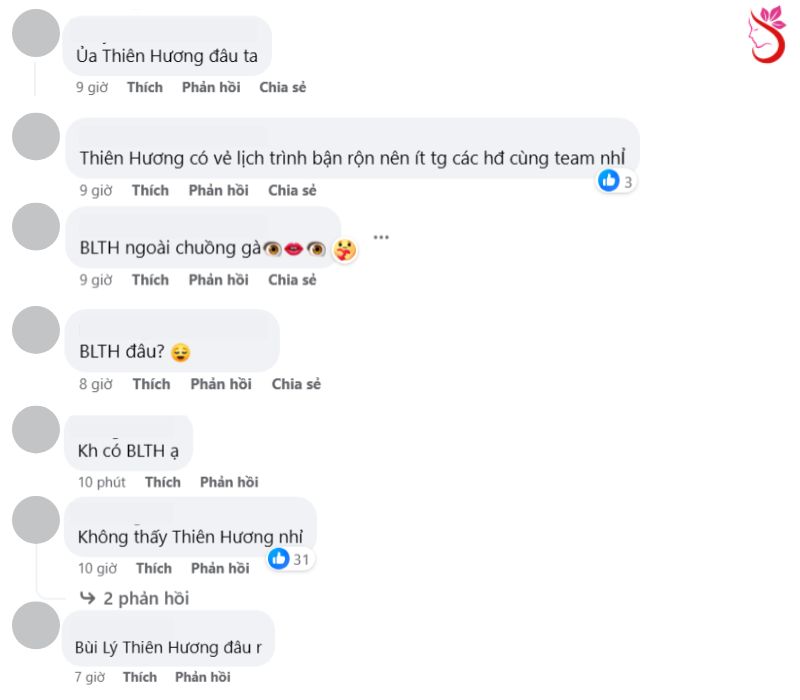 Ủa Thiên Hương đâu ta
9 giờ Thích Phản hồi Chia sẻ
Thiên Hương có vẻ lịch trình bận rộn nên ít tg các hđ cùng team nhỉ
9 giờ Thích Phản hồi Chia sẻ 3
BLTH ngoài chuồng gà👁️👄👁️
9 giờ Thích Phản hồi Chia sẻ
BLTH đâu? 😌
8 giờ Thích Phản hồi Chia sẻ
Kh có BLTH ạ
10 phút Thích Phản hồi
Không thấy Thiên Hương nhỉ
10 giờ Thích Phản hồi 31
2 phản hồi
Bùi Lý Thiên Hương đâu r
7 giờ Thích Phản hồi